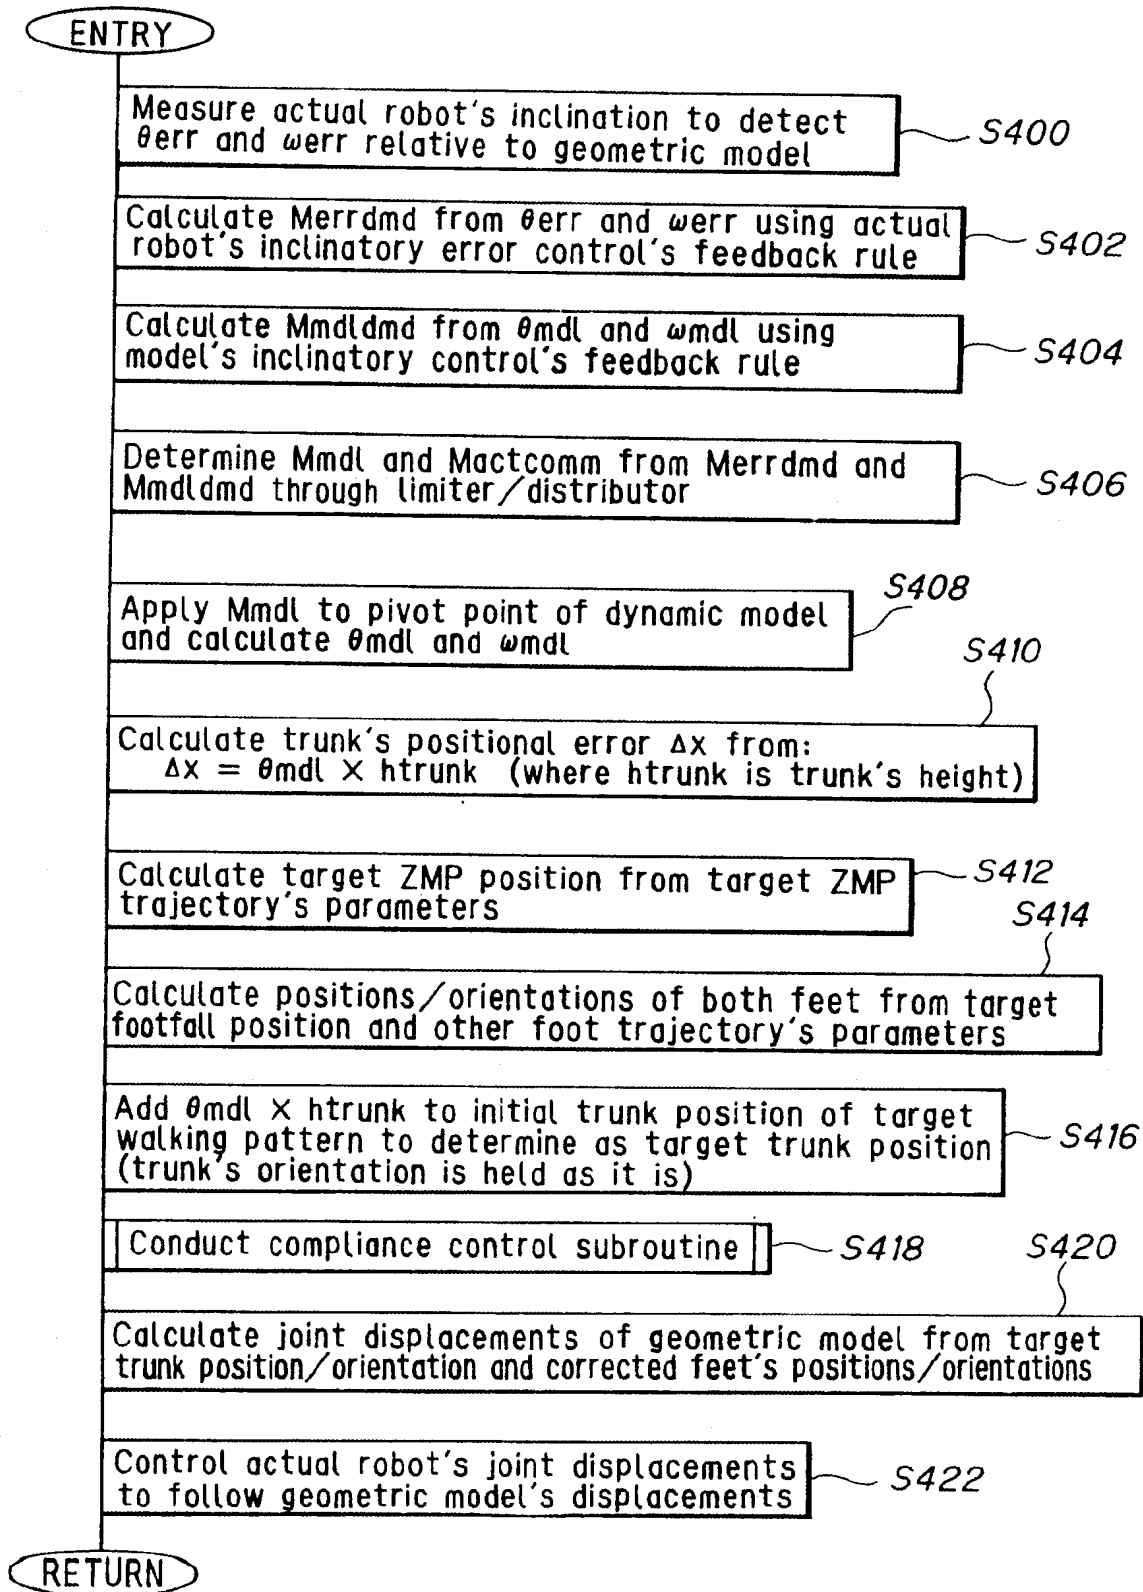 ENTRY
Measure actual robot's inclination to detect
θerr and ωerr relative to geometric model
S400
Calculate Merrdmd from θerr and ωerr using actual
robot's inclinatory error control's feedback rule
S402
Calculate Mmdldmd from θmdl and ωmdl using
model's inclinatory control's feedback rule
S404
Determine Mmdl and Mactcomm from Merrdmd and
Mmdldmd through limiter/distributor
S406
S408
Apply Mmdl to pivot point of dynamic model
and calculate θmdl and ωmdl
S410
Calculate trunk's positional error Δx from:
Δx = θmdl × htrunk (where htrunk is trunk's height)
Calculate target ZMP position from target ZMP
trajectory's parameters
S412
S414
Calculate positions/orientations of both feet from target
footfall position and other foot trajectory's parameters
Add θmdl × htrunk to initial trunk position of target
walking pattern to determine as target trunk position
(trunk's orientation is held as it is)
S416
Conduct compliance control subroutine
S418
S420
Calculate joint displacements of geometric model from target
trunk position/orientation and corrected feet's positions/orientations
Control actual robot's joint displacements
to follow geometric model's displacements
S422
RETURN